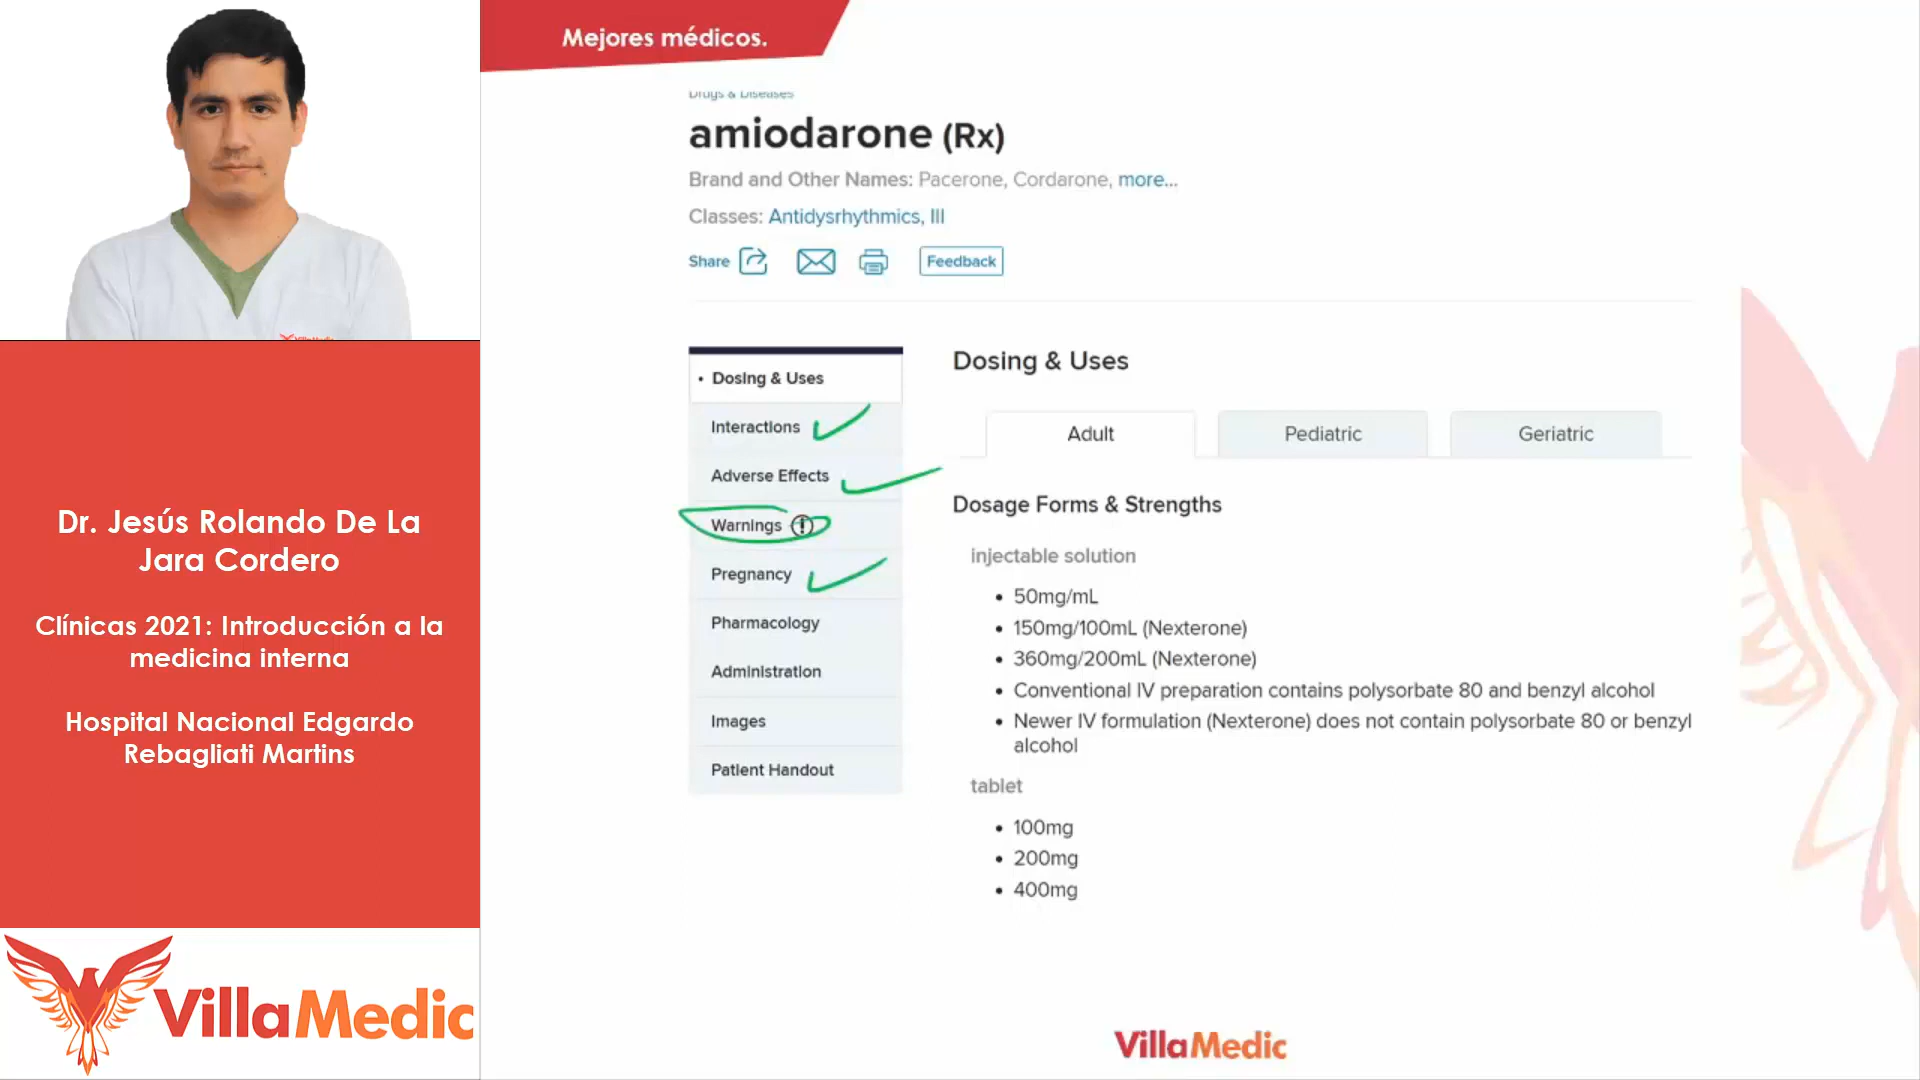 Mejores médicos.
Drugs & Diseases
amiodarone (Rx)
Brand and Other Names: Pacerone, Cordarone, more...
Classes: Antidysrhythmics, III
Share
Feedback
• Dosing & Uses
Interactions
Adverse Effects
Warnings
Pregnancy
Pharmacology
Administration
Images
Patient Handout
Dosing & Uses
Adult
Pediatric
Geriatric
Dosage Forms & Strengths
injectable solution
• 50mg/mL
• 150mg/100mL (Nexterone)
• 360mg/200mL (Nexterone)
• Conventional IV preparation contains polysorbate 80 and benzyl alcohol
• Newer IV formulation (Nexterone) does not contain polysorbate 80 or benzyl
alcohol
tablet
• 100mg
• 200mg
• 400mg
Dr. Jesús Rolando De La
Jara Cordero
Clínicas 2021: Introducción a la
medicina interna
Hospital Nacional Edgardo
Rebagliati Martins
VillaMedic
VillaMedic